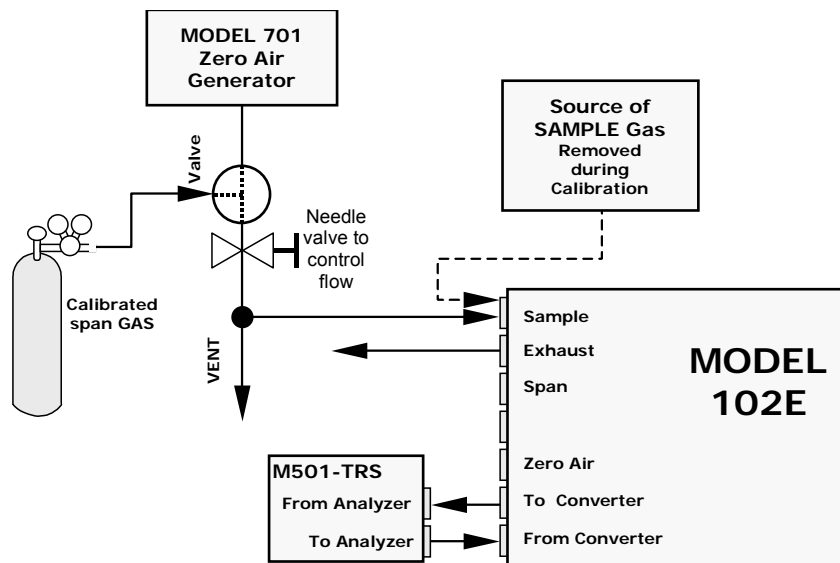 MODEL 701
Zero Air
Generator
Source of
SAMPLE Gas
Removed
during
Calibration
Valve
Needle
valve to
control
flow
Calibrated
span GAS
VENT
Sample
Exhaust
Span
Zero Air
To Converter
From Converter
MODEL
102E
M501-TRS
From Analyzer
To Analyzer